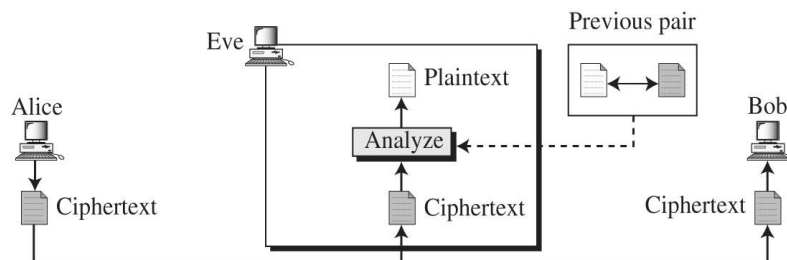 Previous pair
Eve
Plaintext
Alice
Bob
Analyze
Ciphertext
Ciphertext
Ciphertext